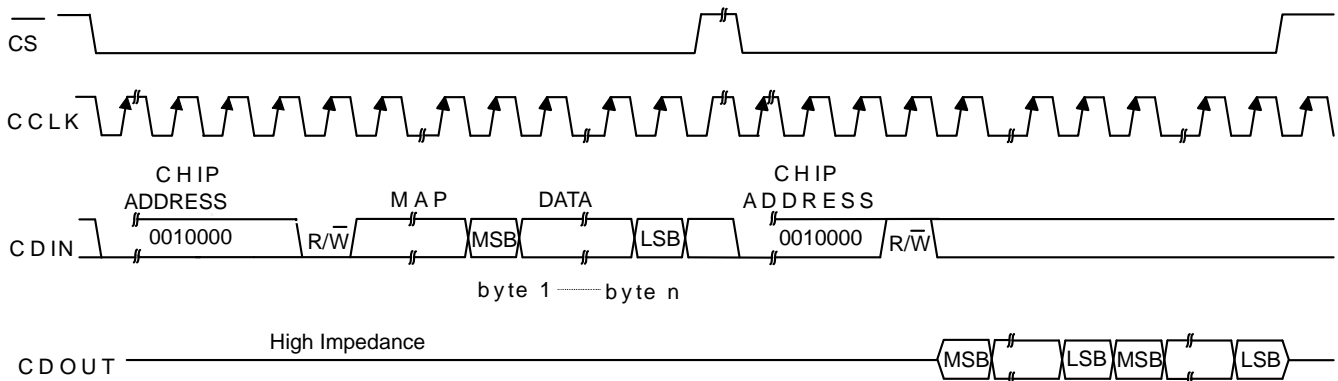 CS
CCLK
CHIP
ADDRESS
MAP
DATA
CHIP
ADDRESS
CDIN
0010000
R/W
MSB
LSB
0010000
R/W
byte 1
byte n
High Impedance
CDOUT
MSB
LSB
MSB
LSB